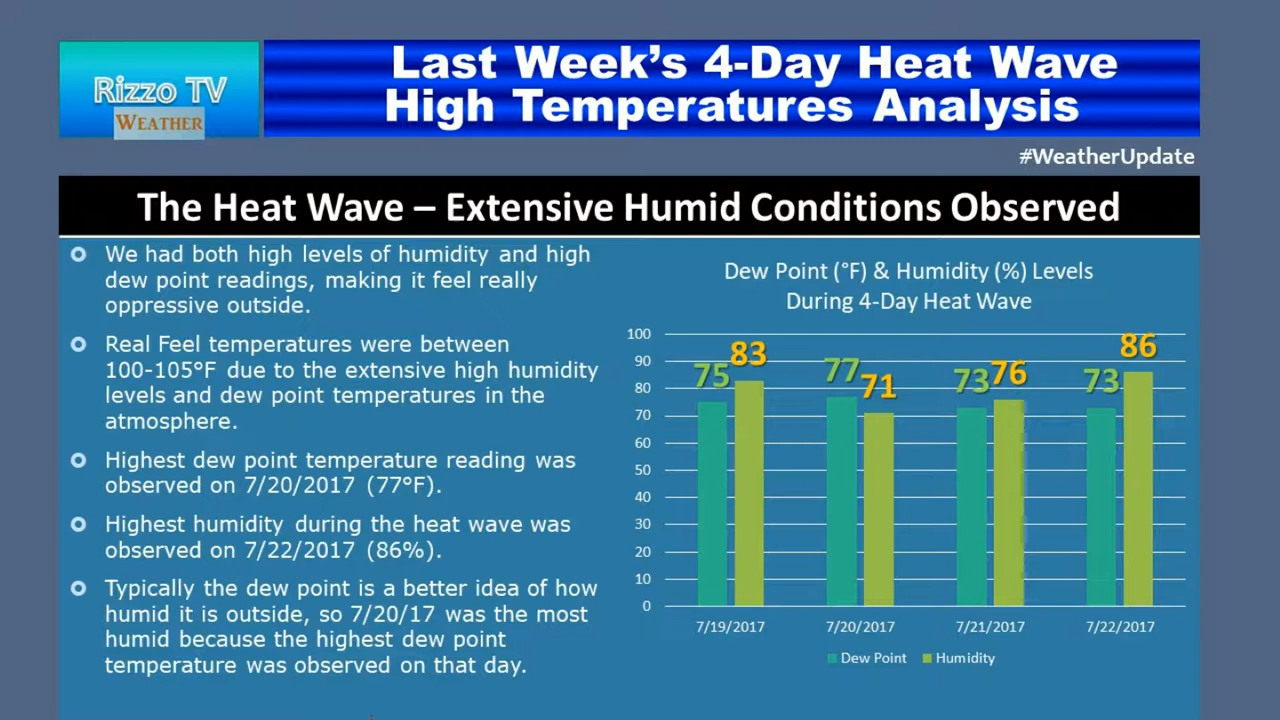 Rizzo TV
WEATHER
Last Week's 4-Day Heat Wave
High Temperatures Analysis
#WeatherUpdate
The Heat Wave – Extensive Humid Conditions Observed
We had both high levels of humidity and high
dew point readings, making it feel really
oppressive outside.
Real Feel temperatures were between
100-105°F due to the extensive high humidity
levels and dew point temperatures in the
atmosphere.
Highest dew point temperature reading was
observed on 7/20/2017 (77°F).
Highest humidity during the heat wave was
observed on 7/22/2017 (86%).
Typically the dew point is a better idea of how
humid it is outside, so 7/20/17 was the most
humid because the highest dew point
temperature was observed on that day.
Dew Point (°F) & Humidity (%) Levels
During 4-Day Heat Wave
100
90
80
70
60
50
40
30
20
10
0
75 83 77 71 73 76 73 86
7/19/2017 7/20/2017 7/21/2017 7/22/2017
Dew Point Humidity